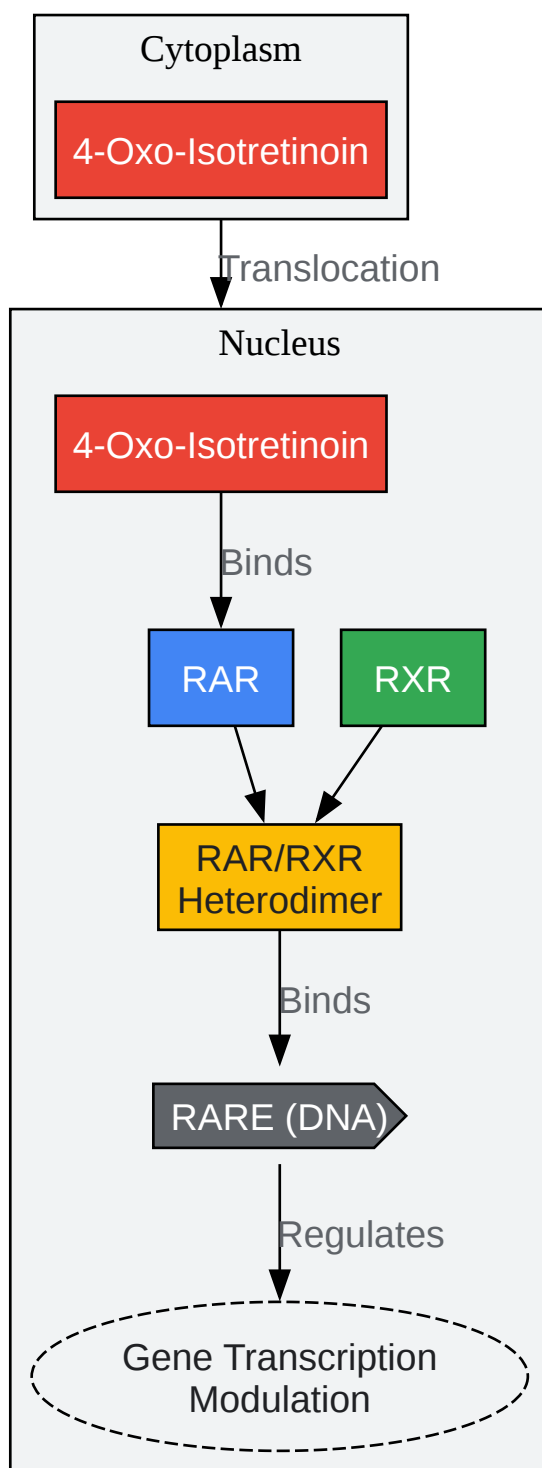 Cytoplasm
4-Oxo-Isotretinoin
Translocation
Nucleus
4-Oxo-Isotretinoin
Binds
RAR
RXR
RAR/RXR
Heterodimer
Binds
RARE (DNA)
Regulates
Gene Transcription
Modulation